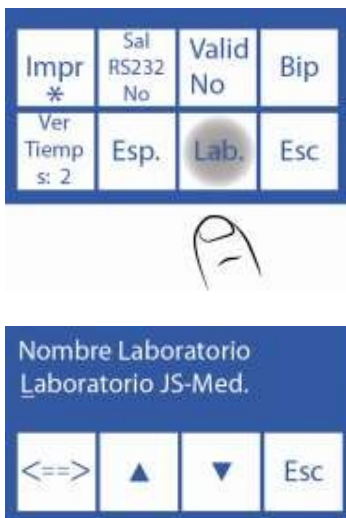 Impr
*
Sal
RS232
No
Valid
No
Bip
Ver
Tiemp
s: 2
Esp.
Lab.
Esc
Nombre Laboratorio
Laboratorio JS-Med.
<==>
▲
▼
Esc